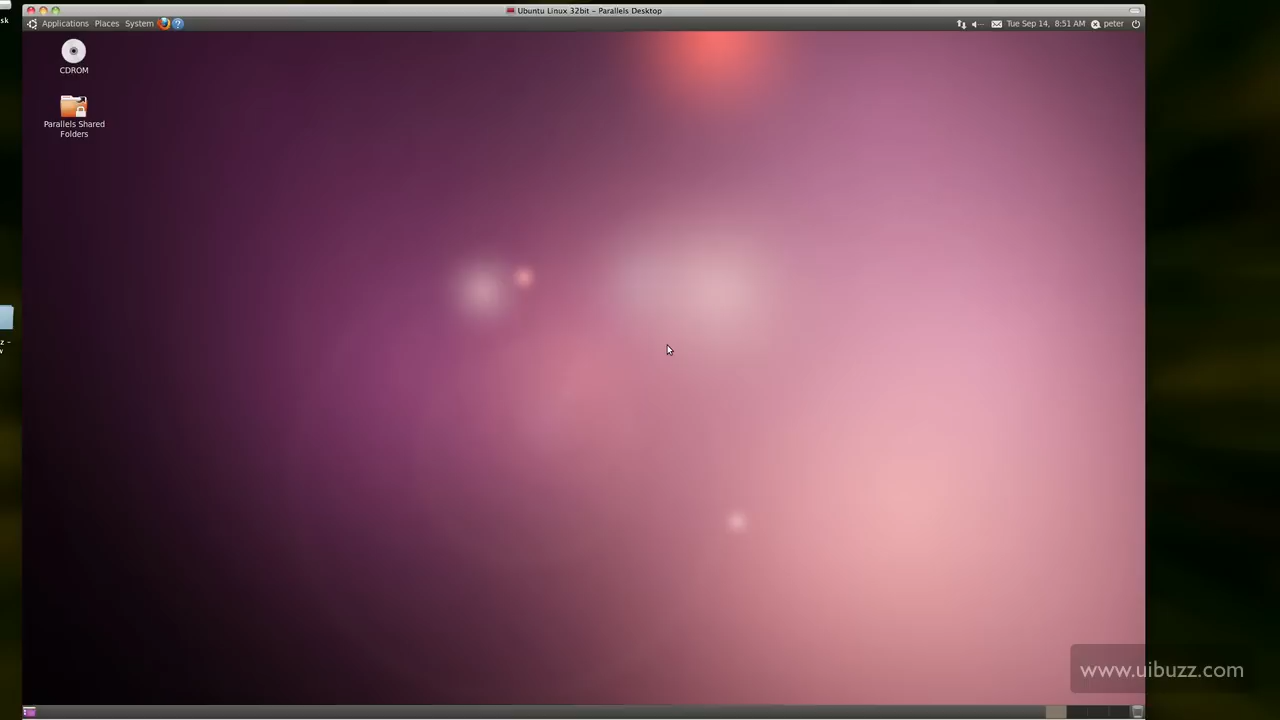 Ubuntu Linux 32bit - Parallels Desktop
Applications Places System
Tue Sep 14, 8:51 AM peter
sk
CDROM
Parallels Shared
Folders
z -
www.uibuzz.com